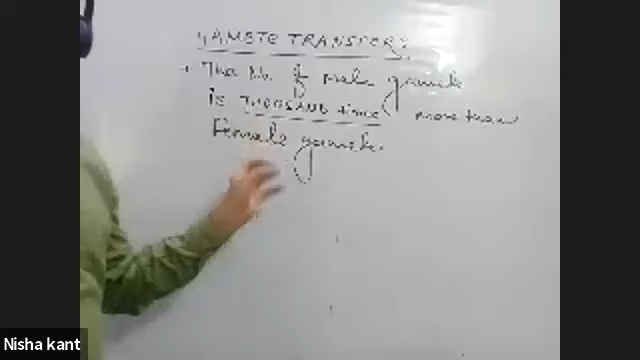 GAMETE TRANSFER:
The No. of male gamete
is THOUSAND time more than
Female gamete.
Nisha kant